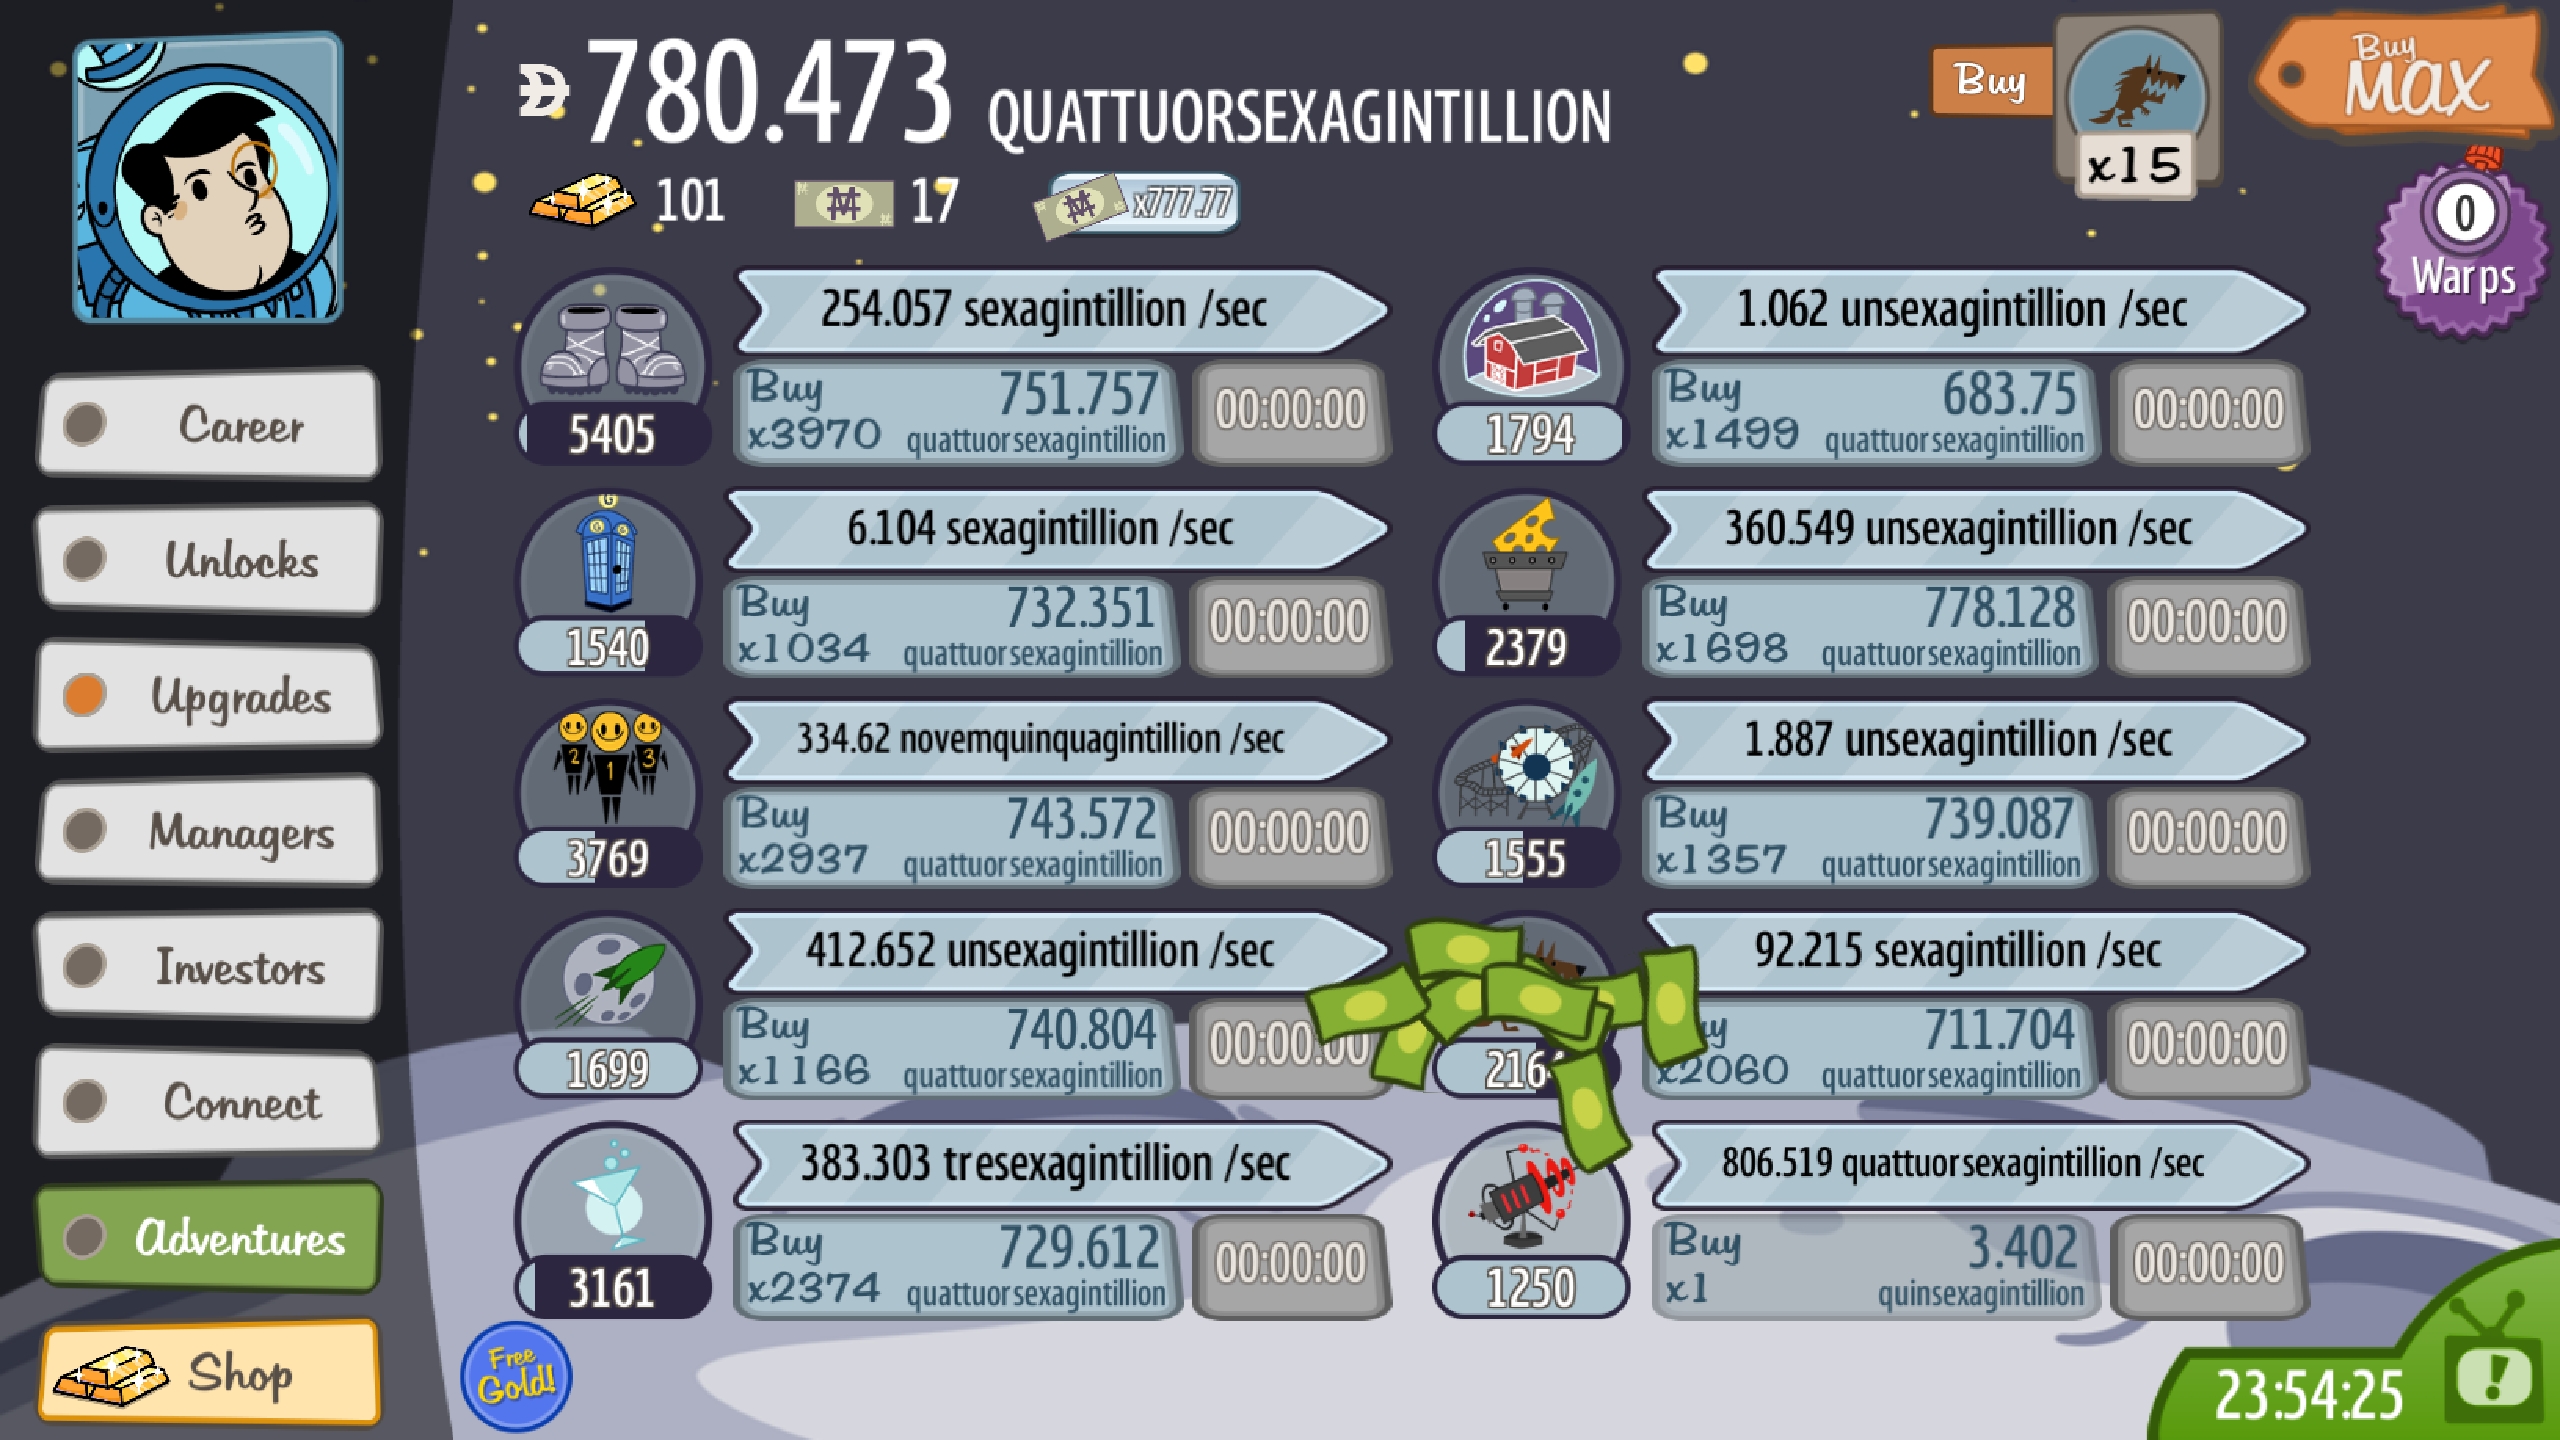 780.473 QUATTUORSEXAGINTILLION
Buy
x15
Buy
MAX
101
17
x777.77
0
Warps
Career
Unlocks
Upgrades
Managers
Investors
Connect
Adventures
Shop
Free
Gold!
254.057 sexagintillion /sec
5405
Buy
x3970
751.757
quattuorsexagintillion
00:00:00
1.062 unsexagintillion /sec
1794
Buy
x1499
683.75
quattuorsexagintillion
00:00:00
6.104 sexagintillion /sec
1540
Buy
x1034
732.351
quattuorsexagintillion
00:00:00
360.549 unsexagintillion /sec
2379
Buy
x1698
778.128
quattuorsexagintillion
00:00:00
334.62 novemquinquagintillion /sec
2
1
3
3769
Buy
x2937
743.572
quattuorsexagintillion
00:00:00
1.887 unsexagintillion /sec
1555
Buy
x1357
739.087
quattuorsexagintillion
00:00:00
412.652 unsexagintillion /sec
1699
Buy
x1166
740.804
quattuorsexagintillion
00:00:00
92.215 sexagintillion /sec
x2060
711.704
quattuorsexagintillion
00:00:00
383.303 tresexagintillion /sec
3161
Buy
x2374
729.612
quattuorsexagintillion
00:00:00
806.519 quattuorsexagintillion /sec
1250
Buy
x1
3.402
quinsexagintillion
00:00:00
23:54:25